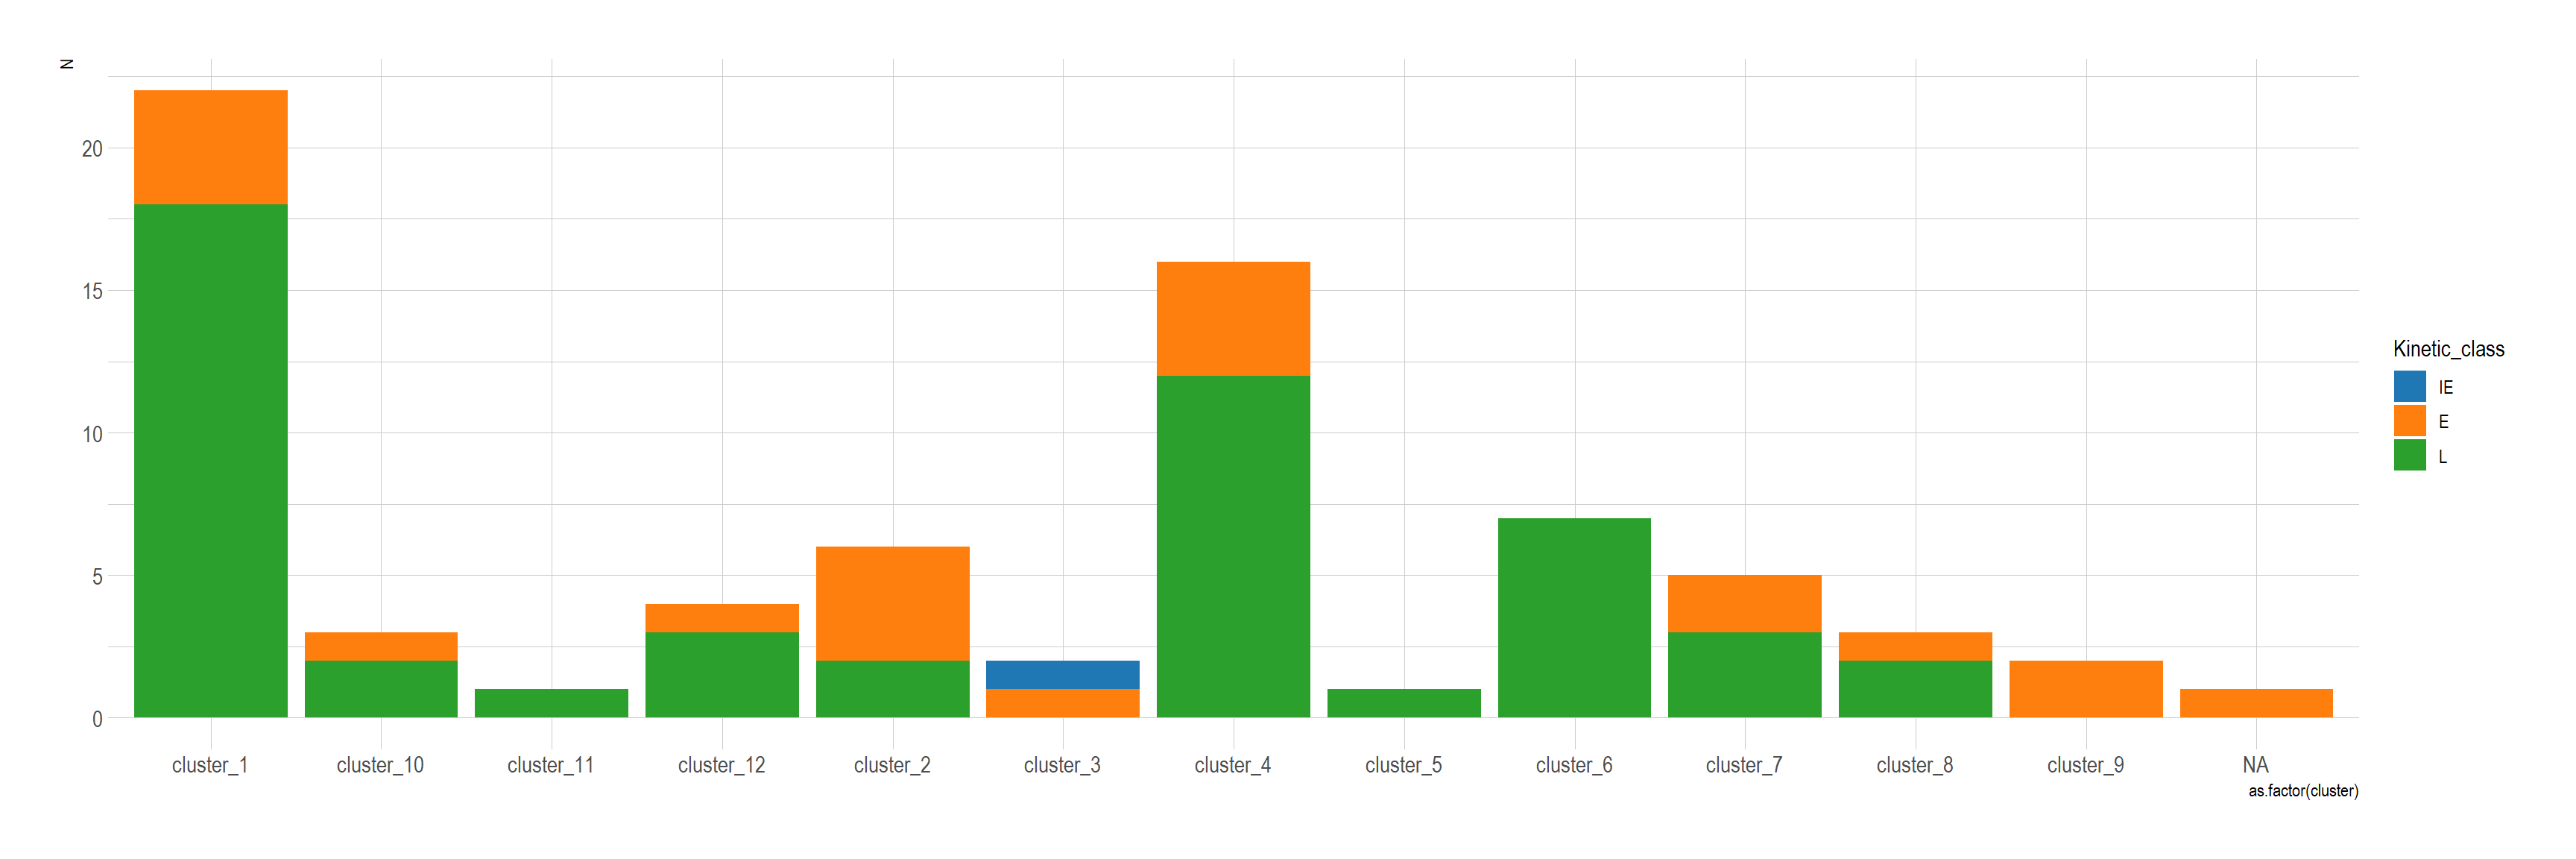 N
20
15
10
5
0
cluster_1 cluster_10 cluster_11 cluster_12 cluster_2 cluster_3 cluster_4 cluster_5 cluster_6 cluster_7 cluster_8 cluster_9 NA
as.factor(cluster)
Kinetic_class
IE
E
L